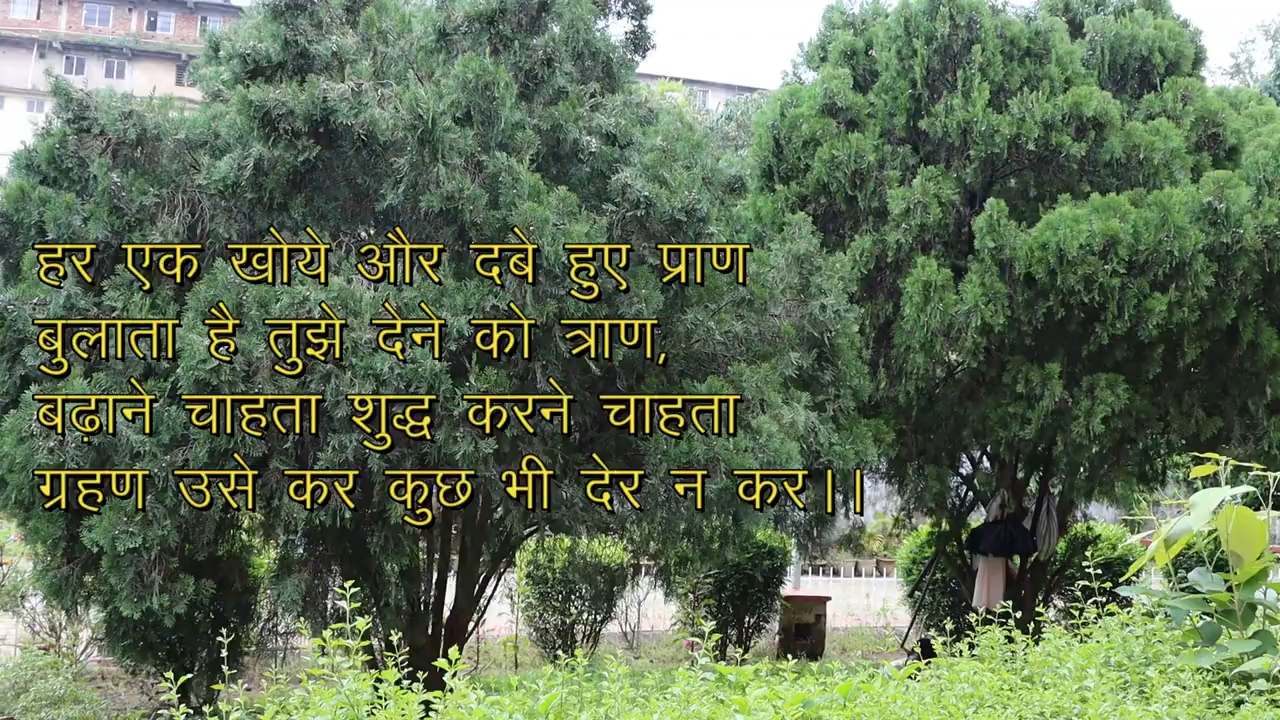 हर एक खोये और दबे हुए प्राण
बुलाता है तुझे देने को त्राण,
बढ़ाने चाहता शुद्ध करने चाहता
ग्रहण उसे कर कुछ भी देर न कर।।